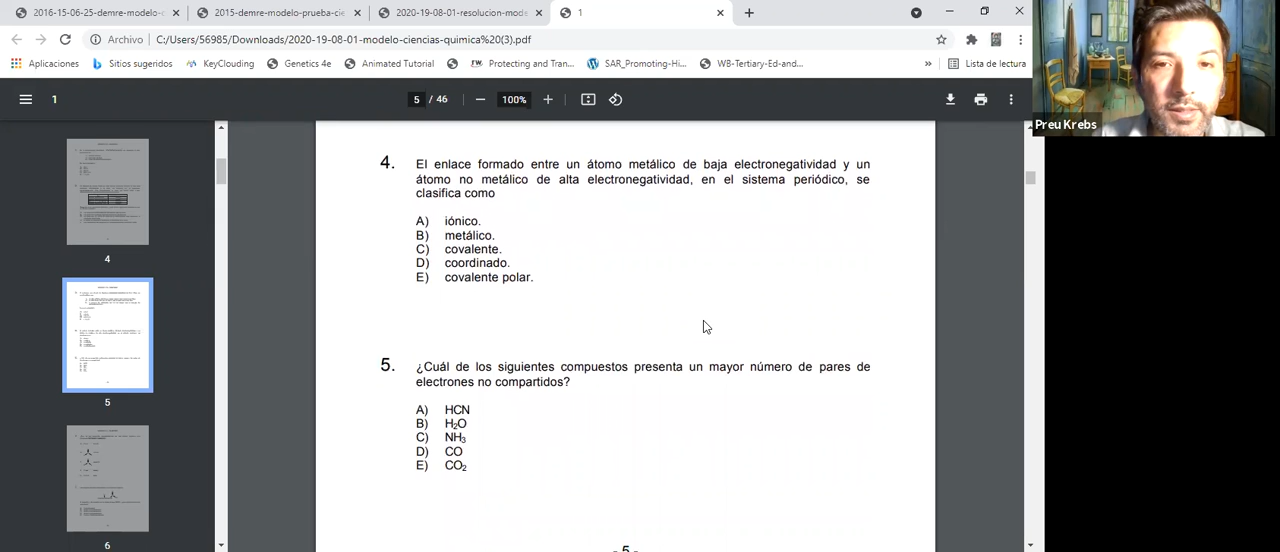 2016-15-06-25-demre-modelo-c
2015-demre-modelo-prueba-cie
2020-19-08-01-resolucion-mode
1
Archivo | C:/Users/56985/Downloads/2020-19-08-01-modelo-ciencias-quimica%20(3).pdf
Aplicaciones
Sitios sugeridos
KeyClouding
Genetics 4e
Animated Tutorial
Protecting and Tran...
SAR_Promoting-Hi...
WB-Tertiary-Ed-and...
»
Lista de lectura
1
5 / 46
100%
Preu Krebs
4
5
6
4. El enlace formado entre un átomo metálico de baja electronegatividad y un
átomo no metálico de alta electronegatividad, en el sistema periódico, se
clasifica como
A) iónico.
B) metálico.
C) covalente.
D) coordinado.
E) covalente polar.
5. ¿Cuál de los siguientes compuestos presenta un mayor número de pares de
electrones no compartidos?
A) HCN
B) H₂O
C) NH₃
D) CO
E) CO₂
- 5 -